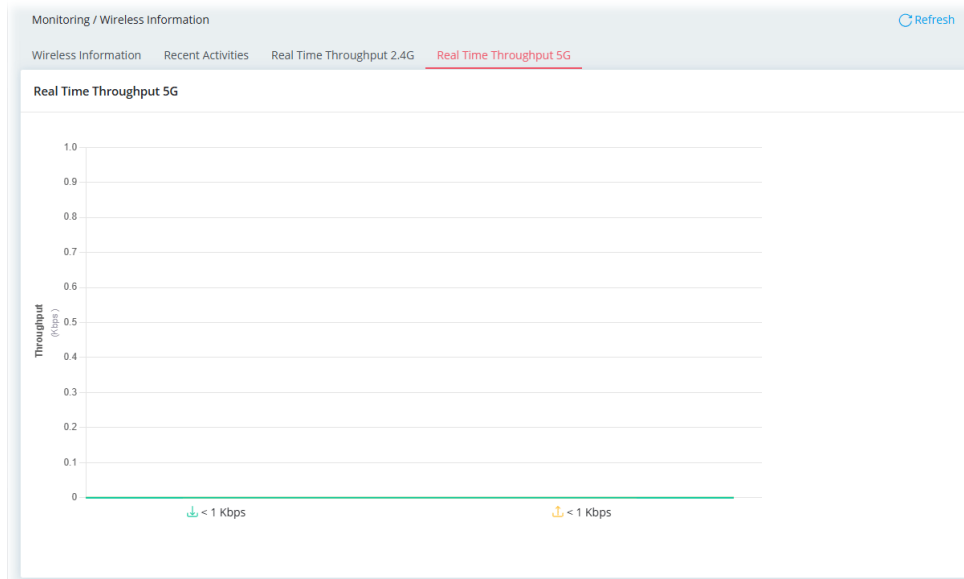 Monitoring / Wireless Information
Refresh
Wireless Information Recent Activities Real Time Throughput 2.4G Real Time Throughput 5G
Real Time Throughput 5G
1.0
0.9
0.8
0.7
0.6
0.5
0.4
0.3
0.2
0.1
0
Throughput
(Kbps)
< 1 Kbps
< 1 Kbps